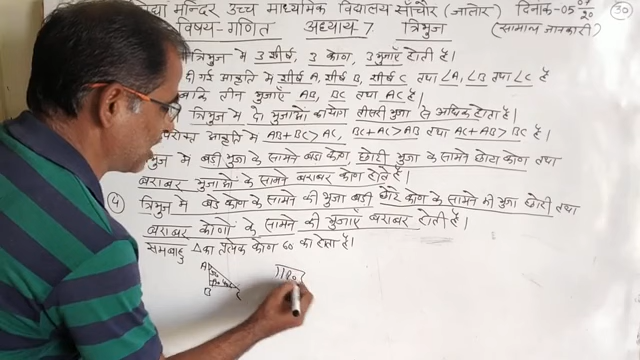 विद्या मन्दिर उच्च माध्यमिक विद्यालय साँचौर (जालोर) दिनांक-05 07/20 (30)
विषय-गणित अध्याय-7 त्रिभुज (सामान्य जानकारी)
त्रिभुज में 3 शीर्ष, 3 कोण, 3 भुजाएँ होती है।
दी गई आकृति में शीर्ष A, शीर्ष B, शीर्ष C तथा ∠A, ∠B तथा ∠C है
जबकि तीन भुजाएँ AB, BC तथा AC है।
त्रिभुज में दो भुजाओं का योग तीसरी भुजा से अधिक होता है।
आकृति में AB+BC>AC, BC+AC>AB तथा AC+AB>BC है।
में बडी भुजा के सामने बडा कोण, छोटी भुजा के सामने छोटा कोण तथा
बराबर भुजाओं के सामने बराबर कोण होते है।
(4) त्रिभुज में बडे कोण के सामने की भुजा बडी छोटे कोण के सामने की भुजा छोटी तथा
बराबर कोणों के सामने की भुजाएँ बराबर होती है।
समबाहु △ का प्रत्येक कोण 60 का होता है।
A
B